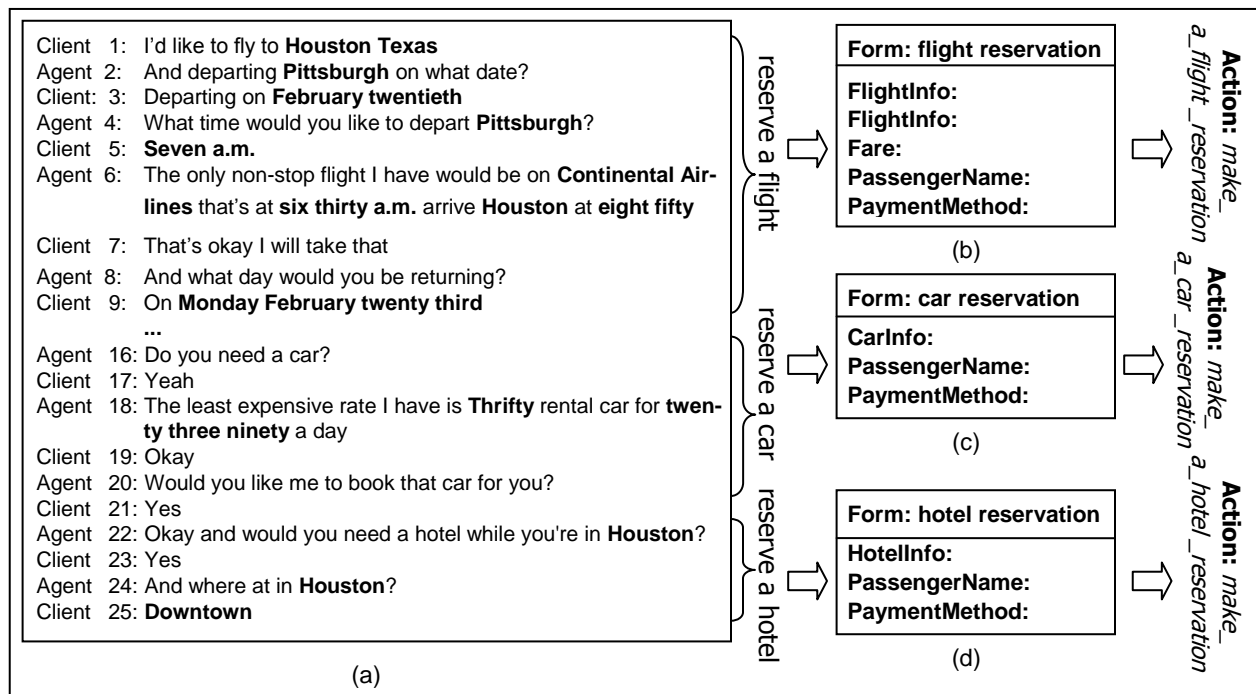 Client 1: I'd like to fly to Houston Texas
Agent 2: And departing Pittsburgh on what date?
Client: 3: Departing on February twentieth
Agent 4: What time would you like to depart Pittsburgh?
Client 5: Seven a.m.
Agent 6: The only non-stop flight I have would be on Continental Air-
lines that's at six thirty a.m. arrive Houston at eight fifty
Client 7: That's okay I will take that
Agent 8: And what day would you be returning?
Client 9: On Monday February twenty third
...
Agent 16: Do you need a car?
Client 17: Yeah
Agent 18: The least expensive rate I have is Thrifty rental car for twen-
ty three ninety a day
Client 19: Okay
Agent 20: Would you like me to book that car for you?
Client 21: Yes
Agent 22: Okay and would you need a hotel while you're in Houston?
Client 23: Yes
Agent 24: And where at in Houston?
Client 25: Downtown
(a)
reserve a flight
reserve a car
reserve a hotel
Form: flight reservation
FlightInfo:
FlightInfo:
Fare:
PassengerName:
PaymentMethod:
(b)
Action: make_
a_flight_reservation
Form: car reservation
CarInfo:
PassengerName:
PaymentMethod:
(c)
Action: make_
a_car_reservation
Form: hotel reservation
HotelInfo:
PassengerName:
PaymentMethod:
(d)
Action: make_
a_hotel_reservation